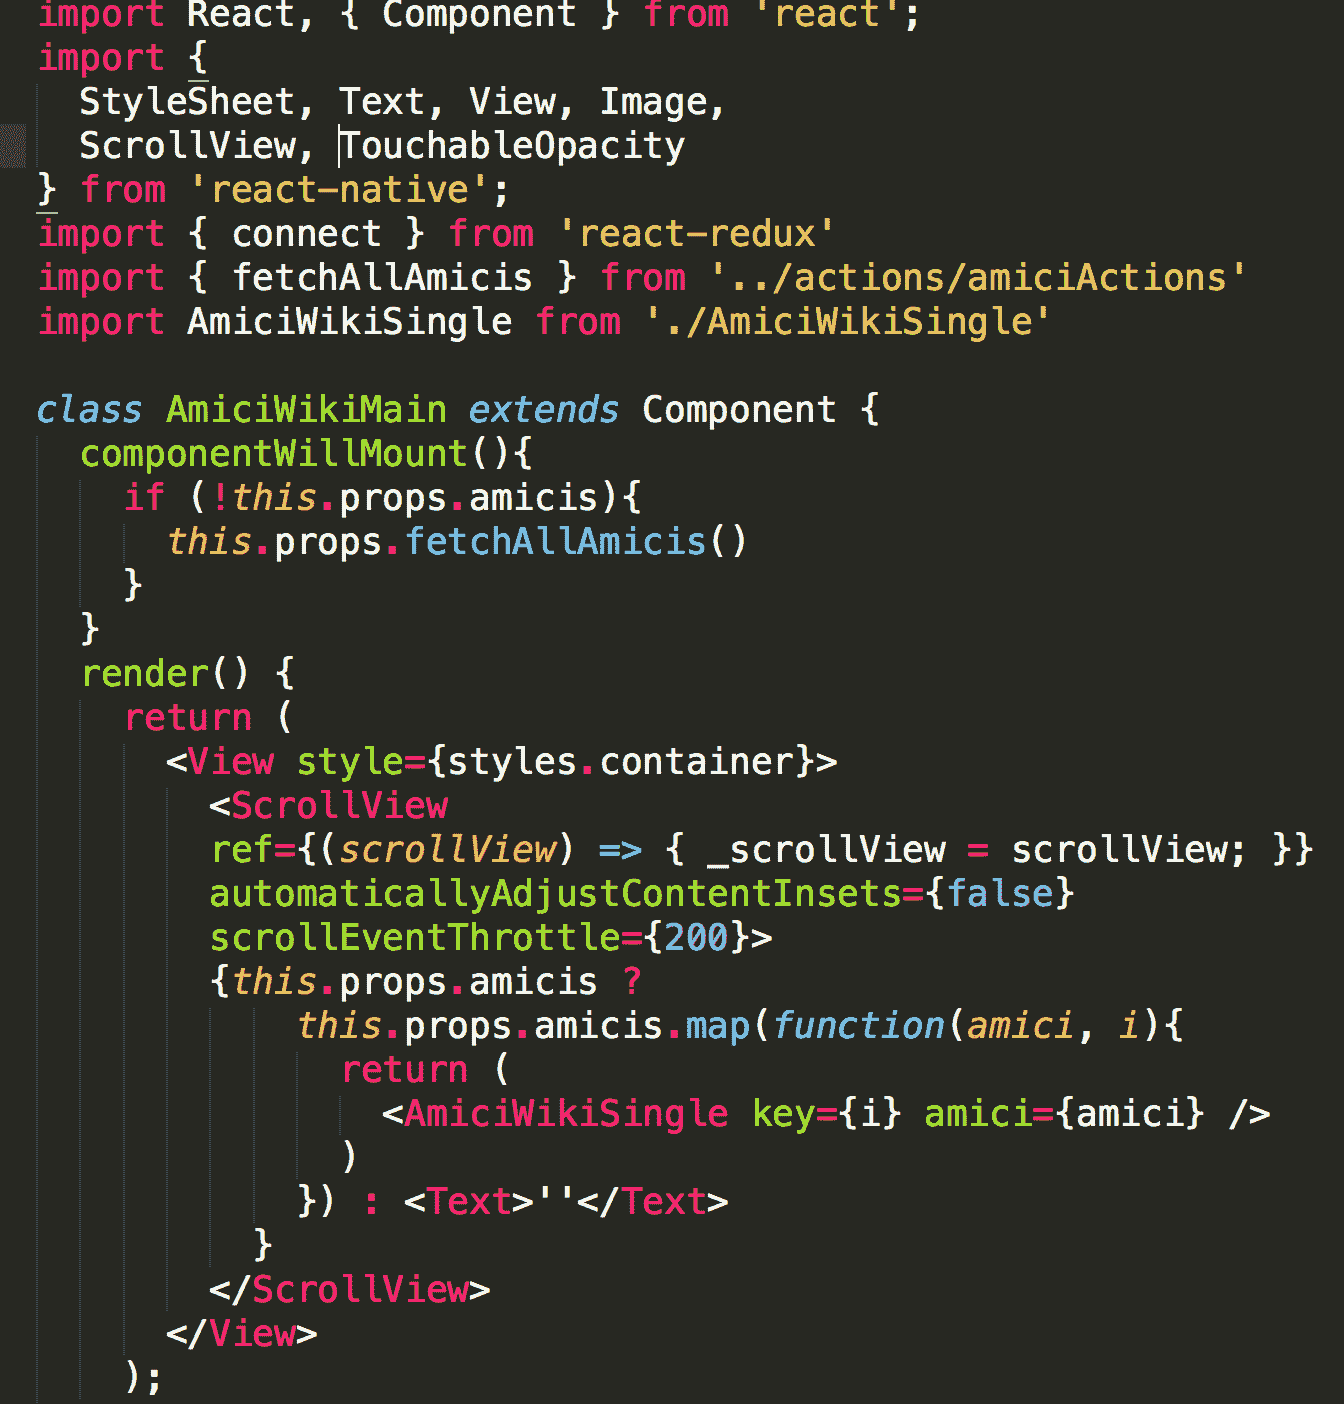 import React, { Component } from 'react';
import {
  StyleSheet, Text, View, Image,
  ScrollView, TouchableOpacity
} from 'react-native';
import { connect } from 'react-redux'
import { fetchAllAmicis } from '../actions/amiciActions'
import AmiciWikiSingle from './AmiciWikiSingle'

class AmiciWikiMain extends Component {
  componentWillMount(){
    if (!this.props.amicis){
      this.props.fetchAllAmicis()
    }
  }
  render() {
    return (
      <View style={styles.container}>
        <ScrollView
        ref={(scrollView) => { _scrollView = scrollView; }}
        automaticallyAdjustContentInsets={false}
        scrollEventThrottle={200}>
        {this.props.amicis ?
            this.props.amicis.map(function(amici, i){
              return (
                <AmiciWikiSingle key={i} amici={amici} />
              )
            }) : <Text>''</Text>
          }
        </ScrollView>
      </View>
    );